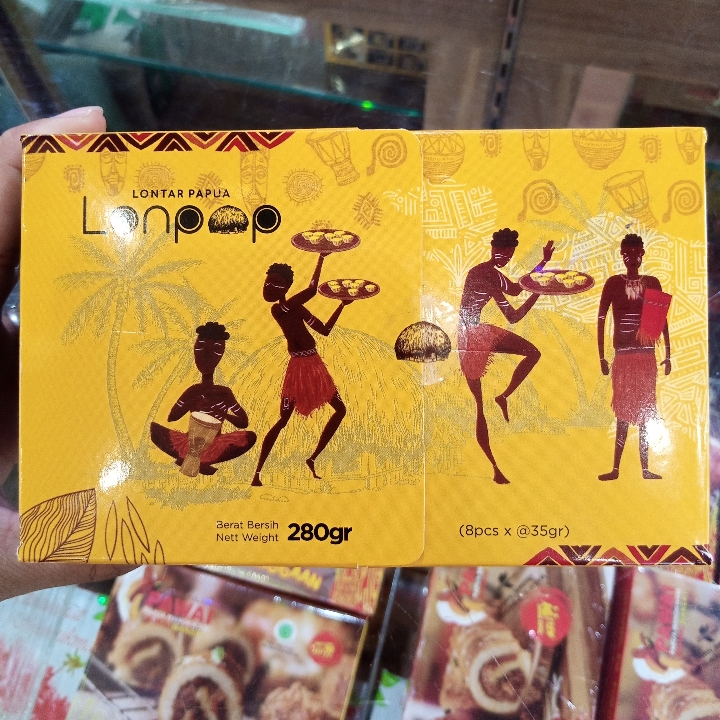 LONTAR PAPUA
Lonpop
Berat Bersih
Nett Weight
280gr
(8pcs x @35gr)